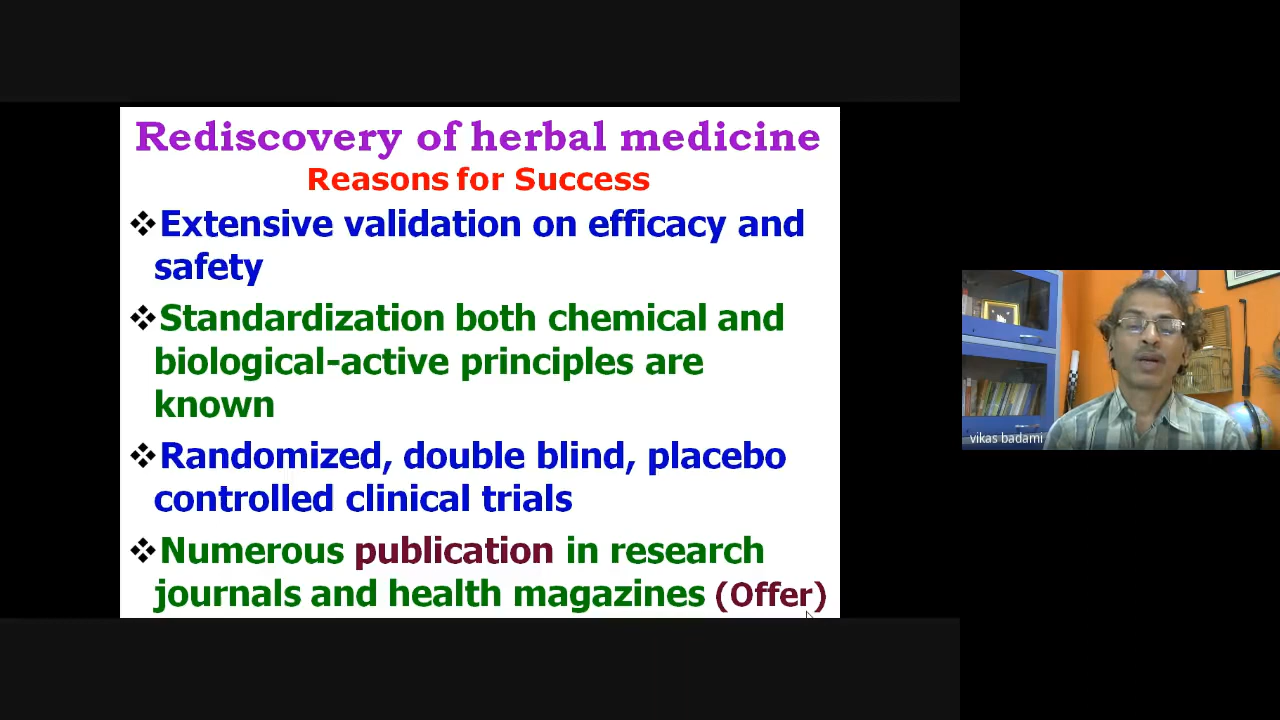 Rediscovery of herbal medicine
Reasons for Success
❖Extensive validation on efficacy and
safety
❖Standardization both chemical and
biological-active principles are
known
❖Randomized, double blind, placebo
controlled clinical trials
❖Numerous publication in research
journals and health magazines (Offer)
vikas badami